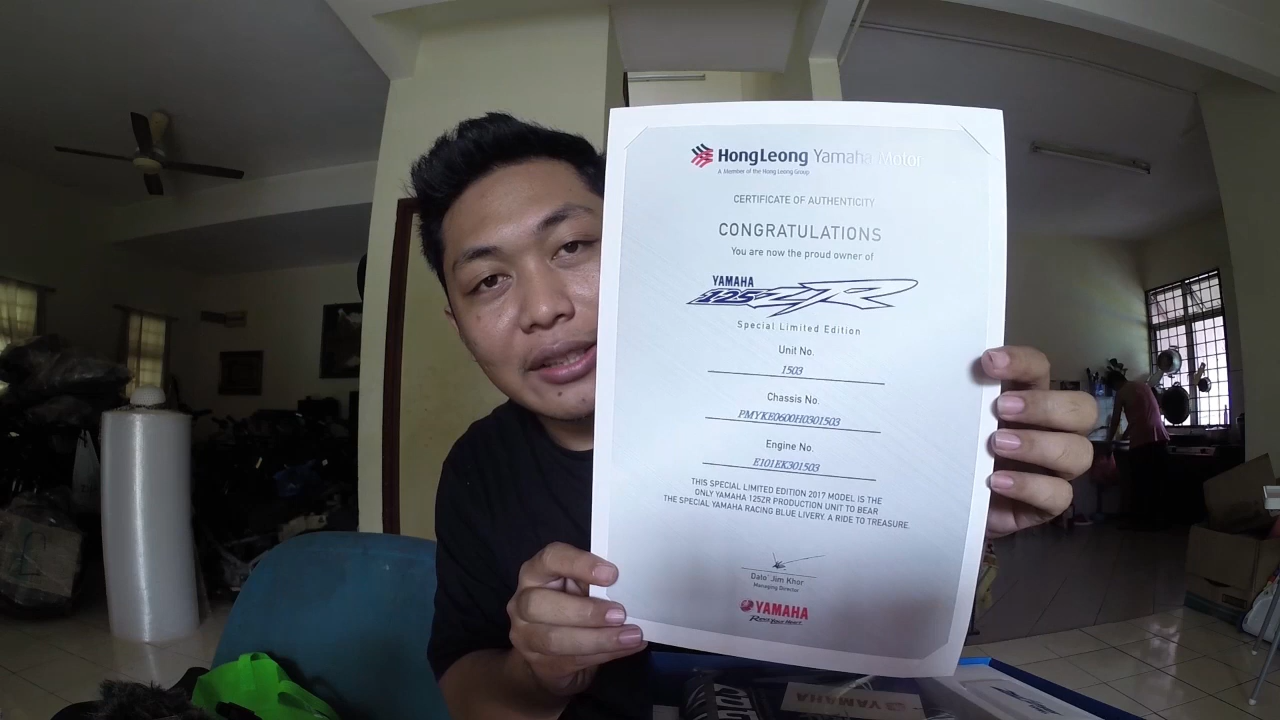 HongLeong Yamaha Motor
A Member of the Hong Leong Group
CERTIFICATE OF AUTHENTICITY
CONGRATULATIONS
You are now the proud owner of
YAMAHA
125ZR
Special Limited Edition
Unit No.
1503
Chassis No.
PMYKE0600H0301503
Engine No.
E101EK301503
THIS SPECIAL LIMITED EDITION 2017 MODEL IS THE
ONLY YAMAHA 125ZR PRODUCTION UNIT TO BEAR
THE SPECIAL YAMAHA RACING BLUE LIVERY. A RIDE TO TREASURE.
Dato' Jim Khor
Managing Director
YAMAHA
Revs Your Heart
YAMAHA